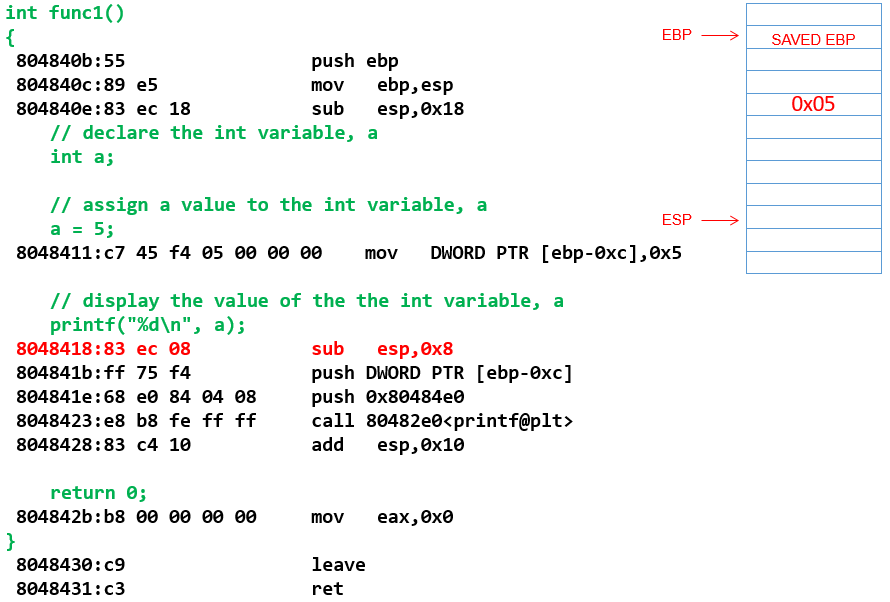 int func1()
{
804840b:55 push ebp
804840c:89 e5 mov ebp,esp
804840e:83 ec 18 sub esp,0x18
// declare the int variable, a
int a;
// assign a value to the int variable, a
a = 5;
8048411:c7 45 f4 05 00 00 00 mov DWORD PTR [ebp-0xc],0x5
// display the value of the the int variable, a
printf("%d\n", a);
8048418:83 ec 08 sub esp,0x8
804841b:ff 75 f4 push DWORD PTR [ebp-0xc]
804841e:68 e0 84 04 08 push 0x80484e0
8048423:e8 b8 fe ff ff call 80482e0<printf@plt>
8048428:83 c4 10 add esp,0x10
return 0;
804842b:b8 00 00 00 00 mov eax,0x0
}
8048430:c9 leave
8048431:c3 ret
EBP
SAVED EBP
0x05
ESP